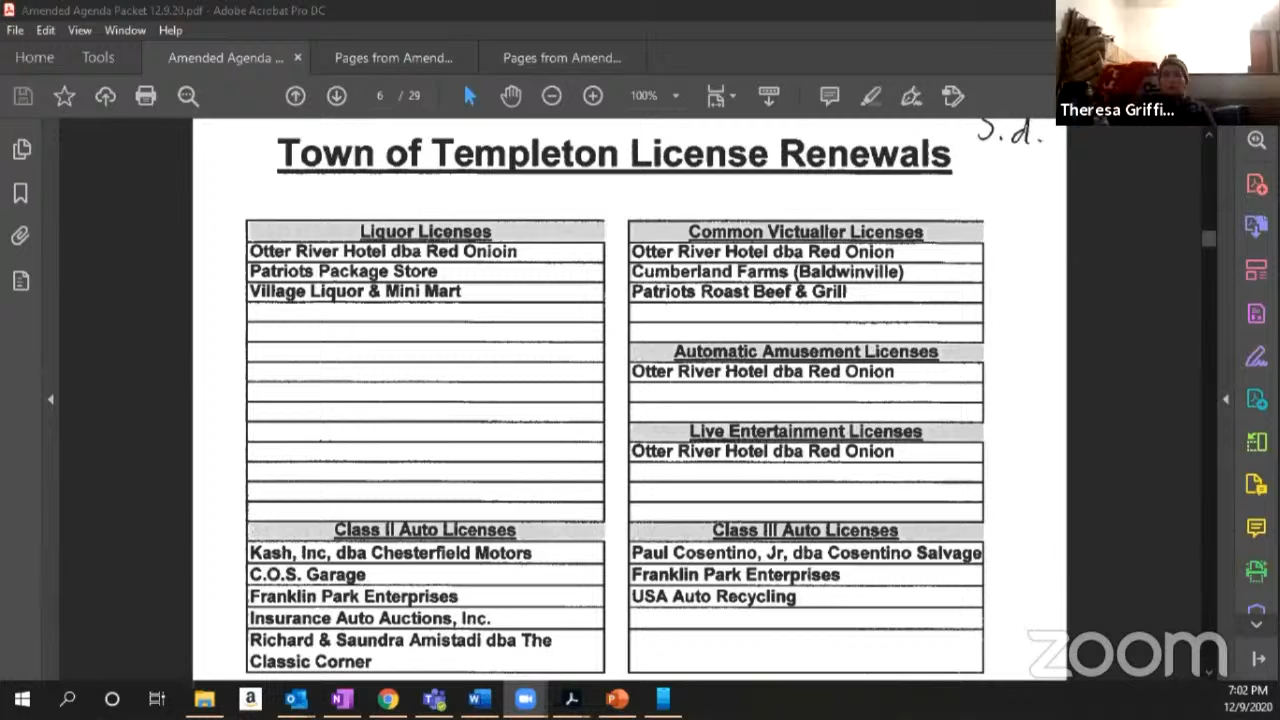 Amended Agenda Packet 12.9.20.pdf - Adobe Acrobat Pro DC
File Edit View Window Help
Home Tools Amended Agenda ... × Pages from Amend... Pages from Amend...
6 / 29 100%
Theresa Griffi...
5.d.
Town of Templeton License Renewals
Liquor Licenses
Otter River Hotel dba Red Onioin
Patriots Package Store
Village Liquor & Mini Mart
Common Victualler Licenses
Otter River Hotel dba Red Onion
Cumberland Farms (Baldwinville)
Patriots Roast Beef & Grill
Automatic Amusement Licenses
Otter River Hotel dba Red Onion
Live Entertainment Licenses
Otter River Hotel dba Red Onion
Class II Auto Licenses
Kash, Inc, dba Chesterfield Motors
C.O.S. Garage
Franklin Park Enterprises
Insurance Auto Auctions, Inc.
Richard & Saundra Amistadi dba The
Classic Corner
Class III Auto Licenses
Paul Cosentino, Jr, dba Cosentino Salvage
Franklin Park Enterprises
USA Auto Recycling
zoom
7:02 PM
12/9/2020